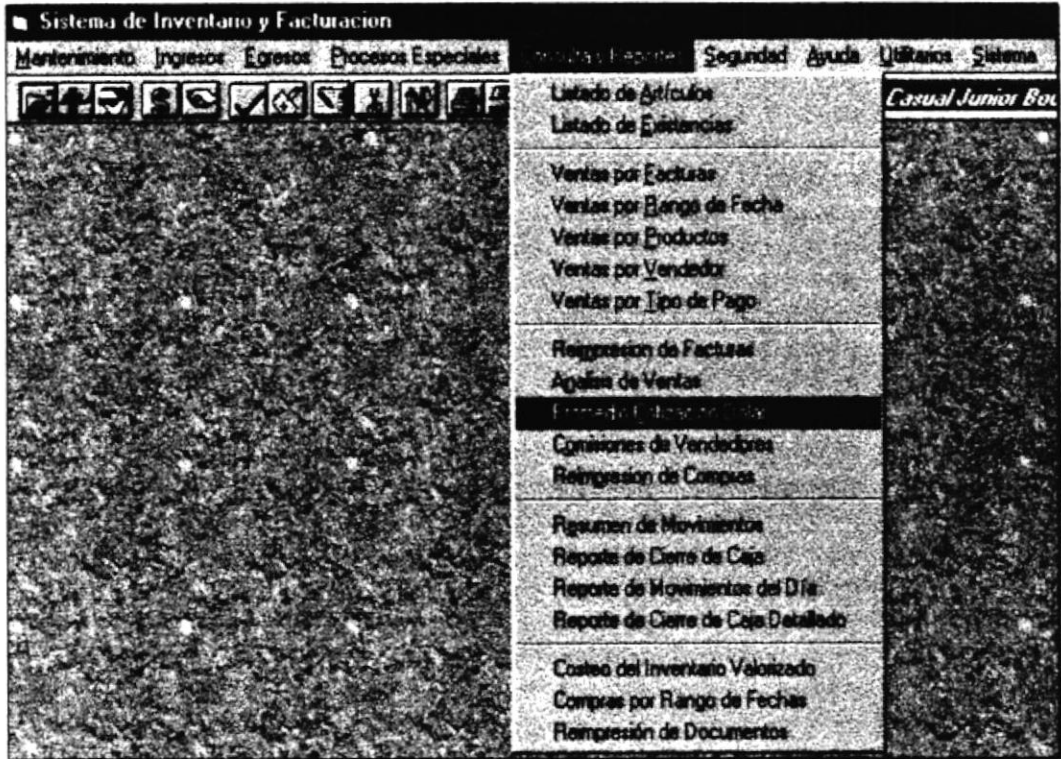 Sistema de Inventario y Facturacion
Mantenimiento Ingresos Egresos Procesos Especiales Consultas y Reportes Seguridad Ayuda Utilitarios Sistema
Casual Junior Bou
Listado de Artículos
Listado de Existencias
Ventas por Facturas
Ventas por Rango de Fecha
Ventas por Productos
Ventas por Vendedor
Ventas por Tipo de Pago
Reimpresion de Facturas
Analisis de Ventas
Comisiones de Vendedores
Reimpresion de Compras
Resumen de Movimientos
Reporte de Cierre de Caja
Reporte de Movimientos del Día
Reporte de Cierre de Caja Detallado
Costeo del Inventario Valorizado
Compras por Rango de Fechas
Reimpresión de Documentos